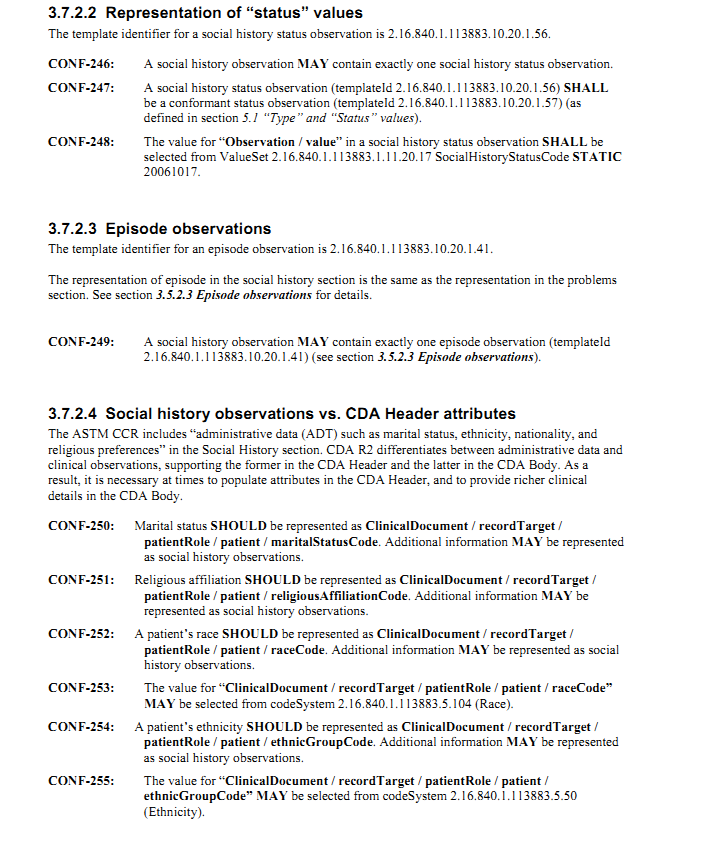 3.7.2.2 Representation of “status” values
The template identifier for a social history status observation is 2.16.840.1.113883.10.20.1.56.
CONF-246: A social history observation MAY contain exactly one social history status observation.
CONF-247: A social history status observation (templateId 2.16.840.1.113883.10.20.1.56) SHALL
be a conformant status observation (templateId 2.16.840.1.113883.10.20.1.57) (as
defined in section 5.1 “Type” and “Status” values).
CONF-248: The value for “Observation / value” in a social history status observation SHALL be
selected from ValueSet 2.16.840.1.113883.1.11.20.17 SocialHistoryStatusCode STATIC
20061017.
3.7.2.3 Episode observations
The template identifier for an episode observation is 2.16.840.1.113883.10.20.1.41.
The representation of episode in the social history section is the same as the representation in the problems
section. See section 3.5.2.3 Episode observations for details.
CONF-249: A social history observation MAY contain exactly one episode observation (templateId
2.16.840.1.113883.10.20.1.41) (see section 3.5.2.3 Episode observations).
3.7.2.4 Social history observations vs. CDA Header attributes
The ASTM CCR includes “administrative data (ADT) such as marital status, ethnicity, nationality, and
religious preferences” in the Social History section. CDA R2 differentiates between administrative data and
clinical observations, supporting the former in the CDA Header and the latter in the CDA Body. As a
result, it is necessary at times to populate attributes in the CDA Header, and to provide richer clinical
details in the CDA Body.
CONF-250: Marital status SHOULD be represented as ClinicalDocument / recordTarget /
patientRole / patient / maritalStatusCode. Additional information MAY be represented
as social history observations.
CONF-251: Religious affiliation SHOULD be represented as ClinicalDocument / recordTarget /
patientRole / patient / religiousAffiliationCode. Additional information MAY be
represented as social history observations.
CONF-252: A patient’s race SHOULD be represented as ClinicalDocument / recordTarget /
patientRole / patient / raceCode. Additional information MAY be represented as social
history observations.
CONF-253: The value for “ClinicalDocument / recordTarget / patientRole / patient / raceCode”
MAY be selected from codeSystem 2.16.840.1.113883.5.104 (Race).
CONF-254: A patient’s ethnicity SHOULD be represented as ClinicalDocument / recordTarget /
patientRole / patient / ethnicGroupCode. Additional information MAY be represented
as social history observations.
CONF-255: The value for “ClinicalDocument / recordTarget / patientRole / patient /
ethnicGroupCode” MAY be selected from codeSystem 2.16.840.1.113883.5.50
(Ethnicity).